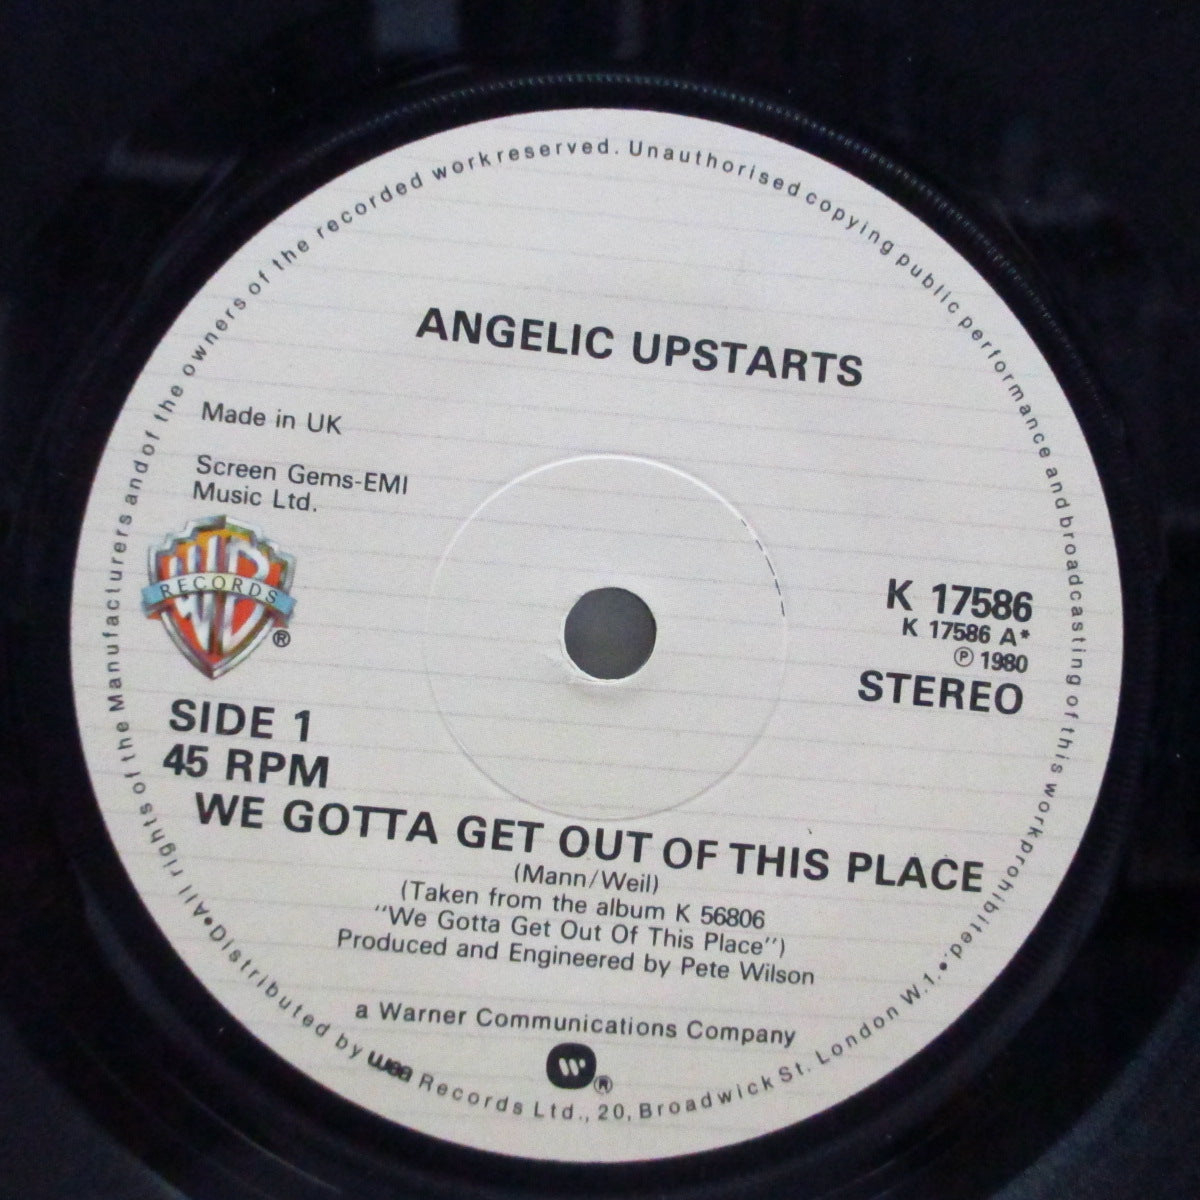 ANGELIC UPSTARTS
Made in UK
Screen Gems-EMI
Music Ltd.
WB
RECORDS
®
K 17586
K 17586 A*
℗ 1980
STEREO
SIDE 1
45 RPM
WE GOTTA GET OUT OF THIS PLACE
(Mann/Weil)
(Taken from the album K 56806
"We Gotta Get Out Of This Place")
Produced and Engineered by Pete Wilson
a Warner Communications Company
®
•All rights of the Manufacturers and of the owners of the recorded work reserved. Unauthorised copying public performance and broadcasting of this work prohibited.•
•Distributed by wea Records Ltd., 20, Broadwick St. London W.1.•